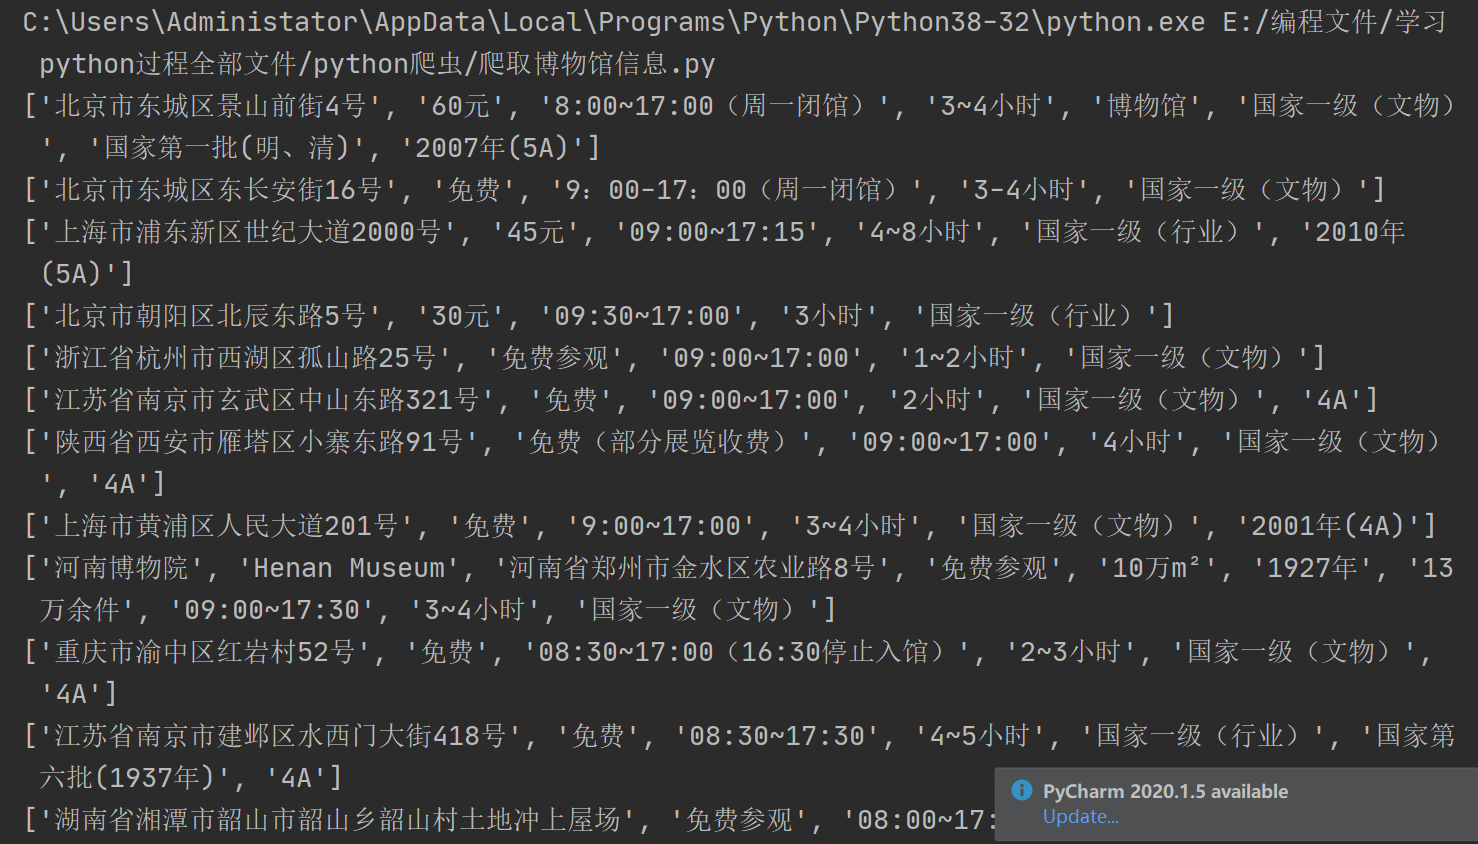 C:\Users\Administator\AppData\Local\Programs\Python\Python38-32\python.exe E:/编程文件/学习
python过程全部文件/python爬虫/爬取博物馆信息.py
['北京市东城区景山前街4号', '60元', '8:00~17:00（周一闭馆）', '3~4小时', '博物馆', '国家一级（文物）
', '国家第一批(明、清)', '2007年(5A)']
['北京市东城区东长安街16号', '免费', '9：00-17：00（周一闭馆）', '3-4小时', '国家一级（文物）']
['上海市浦东新区世纪大道2000号', '45元', '09:00~17:15', '4~8小时', '国家一级（行业）', '2010年
(5A)']
['北京市朝阳区北辰东路5号', '30元', '09:30~17:00', '3小时', '国家一级（行业）']
['浙江省杭州市西湖区孤山路25号', '免费参观', '09:00~17:00', '1~2小时', '国家一级（文物）']
['江苏省南京市玄武区中山东路321号', '免费', '09:00~17:00', '2小时', '国家一级（文物）', '4A']
['陕西省西安市雁塔区小寨东路91号', '免费（部分展览收费）', '09:00~17:00', '4小时', '国家一级（文物）
', '4A']
['上海市黄浦区人民大道201号', '免费', '9:00~17:00', '3~4小时', '国家一级（文物）', '2001年(4A)']
['河南博物院', 'Henan Museum', '河南省郑州市金水区农业路8号', '免费参观', '10万m²', '1927年', '13
万余件', '09:00~17:30', '3~4小时', '国家一级（文物）']
['重庆市渝中区红岩村52号', '免费', '08:30~17:00（16:30停止入馆）', '2~3小时', '国家一级（文物）',
'4A']
['江苏省南京市建邺区水西门大街418号', '免费', '08:30~17:30', '4~5小时', '国家一级（行业）', '国家第
六批(1937年)', '4A']
['湖南省湘潭市韶山市韶山乡韶山村土地冲上屋场', '免费参观', '08:00~17:
PyCharm 2020.1.5 available
Update...